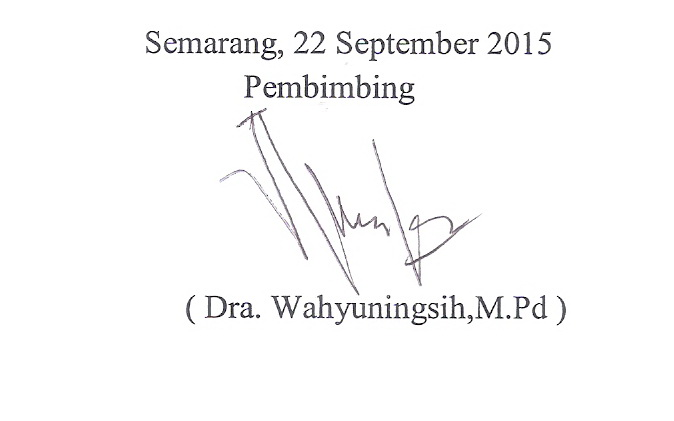 Semarang, 22 September 2015
Pembimbing
( Dra. Wahyuningsih,M.Pd )